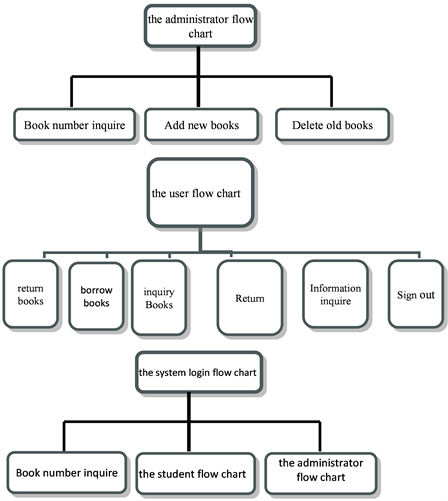 the administrator flow
chart
Book number inquire
Add new books
Delete old books
the user flow chart
return
books
borrow
books
inquiry
Books
Return
Information
inquire
Sign out
the system login flow chart
Book number inquire
the student flow chart
the administrator
flow chart